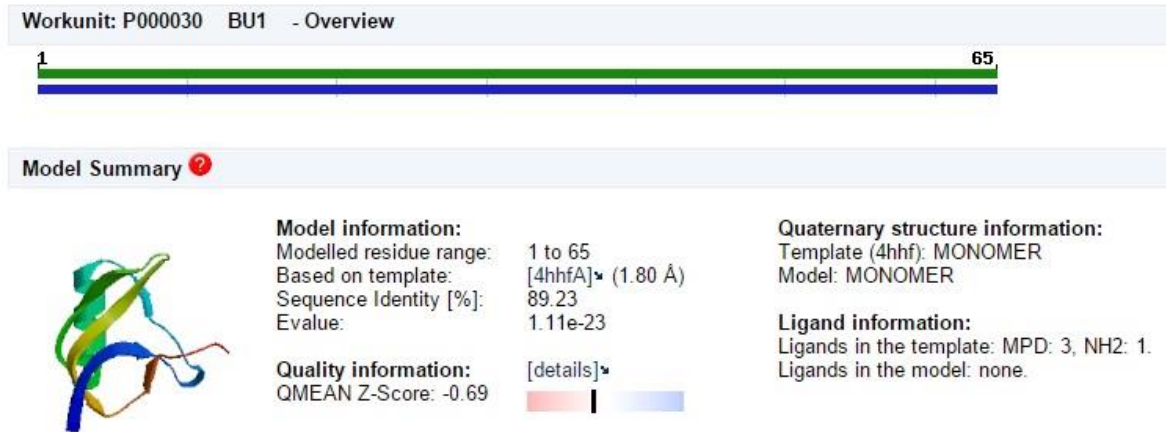 Workunit: P000030 BU1 - Overview
1 65
Model Summary ?
Model information:
Modelled residue range: 1 to 65
Based on template: [4hhfA] (1.80 Å)
Sequence Identity [%]: 89.23
Evalue: 1.11e-23
Quality information: [details]
QMEAN Z-Score: -0.69
Quaternary structure information:
Template (4hhf): MONOMER
Model: MONOMER
Ligand information:
Ligands in the template: MPD: 3, NH2: 1.
Ligands in the model: none.